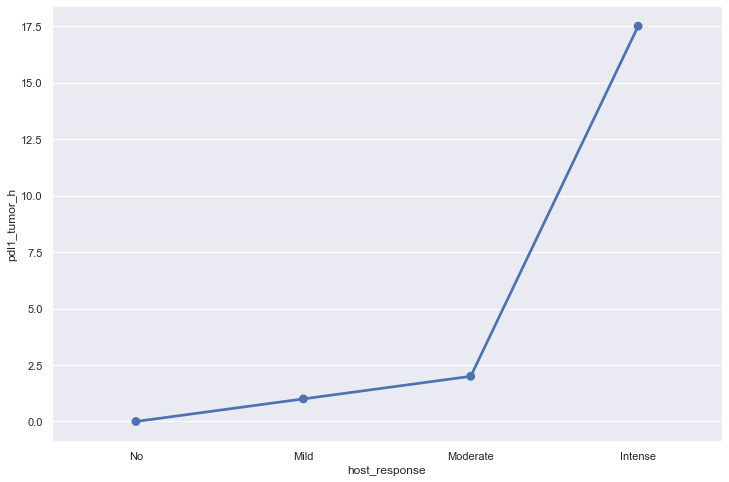 17.5
15.0
12.5
10.0
7.5
5.0
2.5
0.0
pdl1_tumor_h
No Mild Moderate Intense
host_response